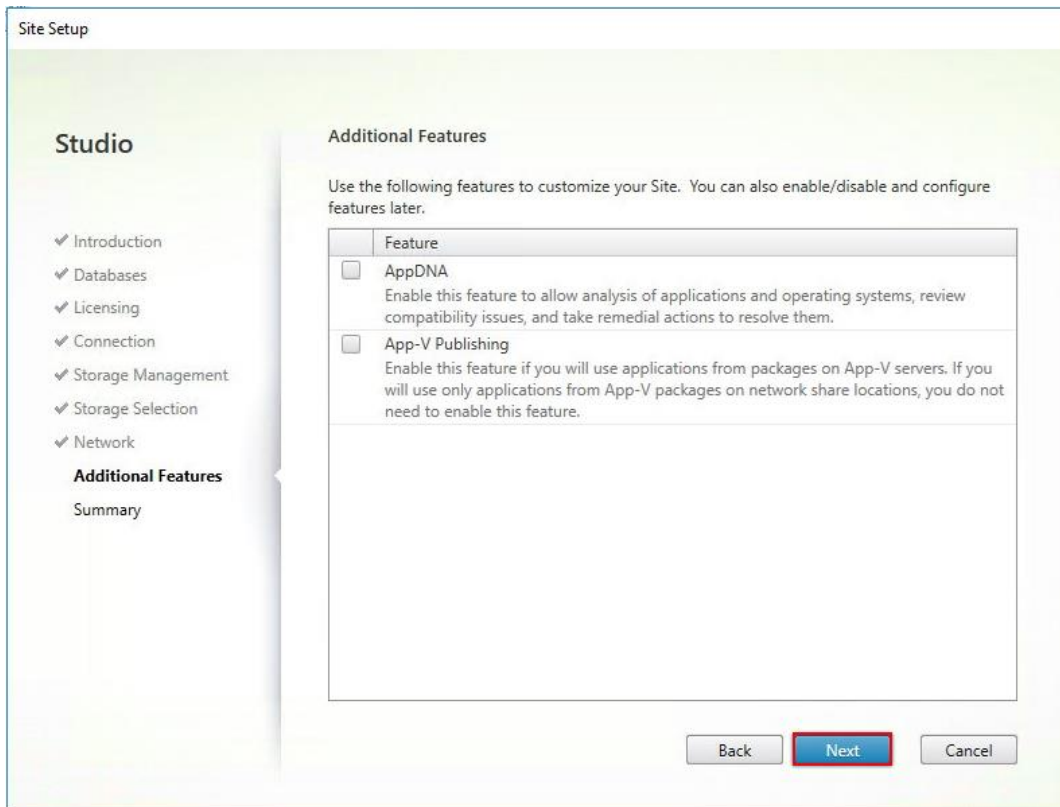 Site Setup
Studio
Introduction
Databases
Licensing
Connection
Storage Management
Storage Selection
Network
Additional Features
Summary
Additional Features
Use the following features to customize your Site. You can also enable/disable and configure
features later.
Feature
AppDNA
Enable this feature to allow analysis of applications and operating systems, review
compatibility issues, and take remedial actions to resolve them.
App-V Publishing
Enable this feature if you will use applications from packages on App-V servers. If you
will use only applications from App-V packages on network share locations, you do not
need to enable this feature.
Back
Next
Cancel